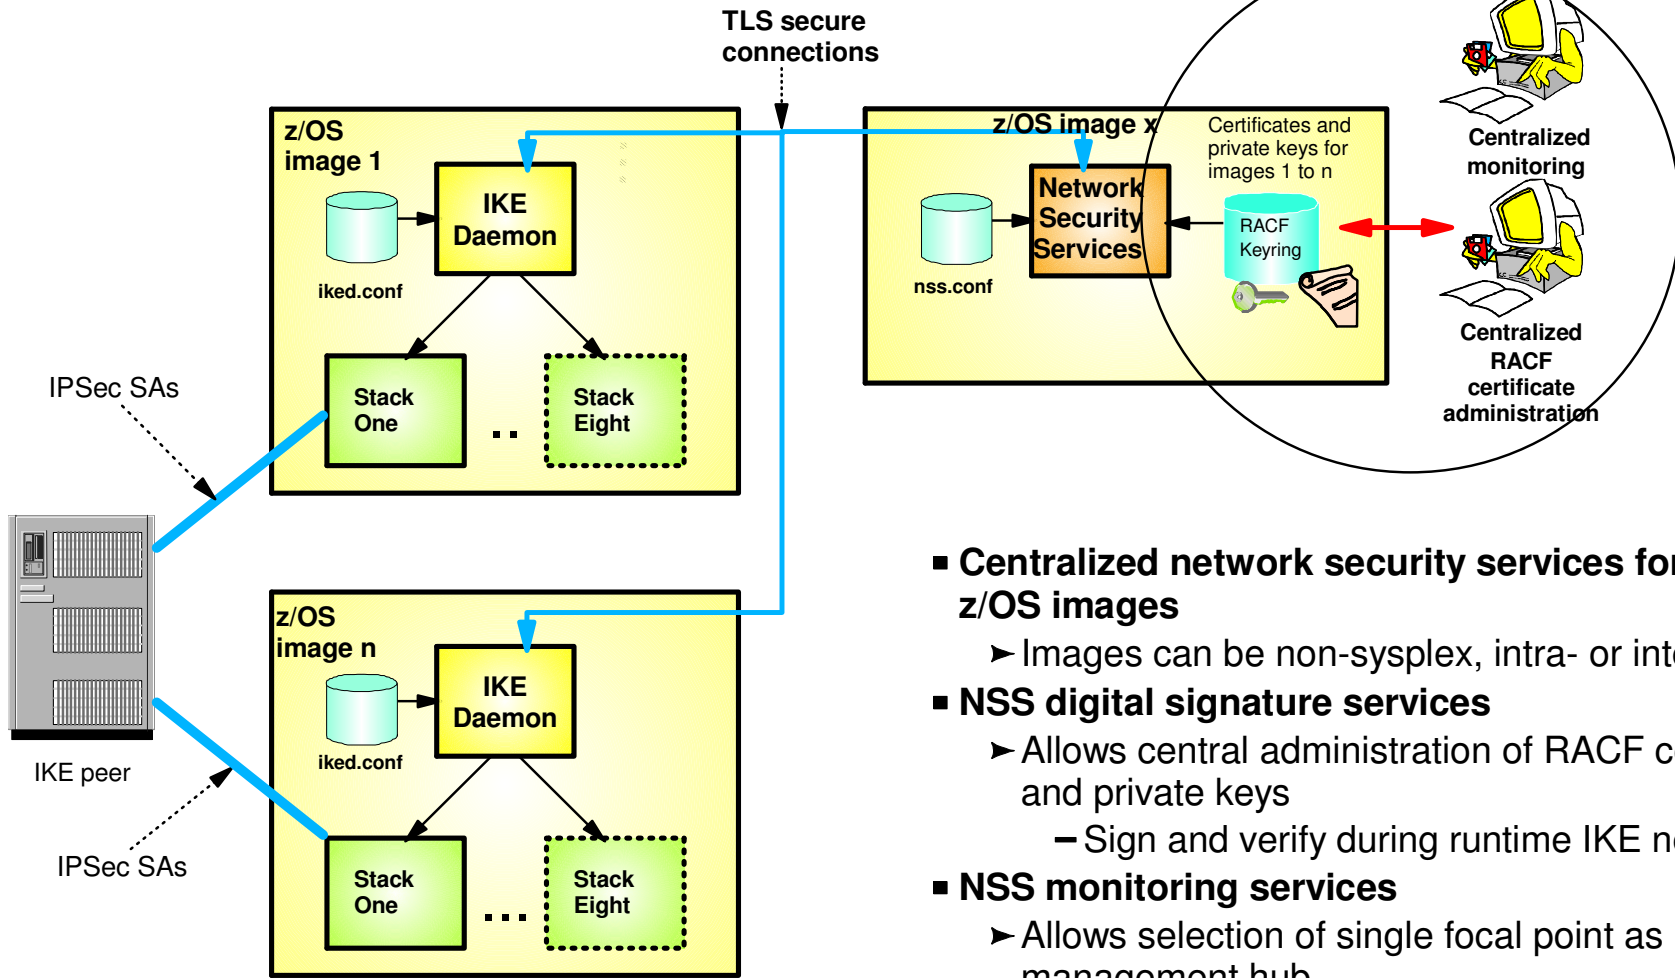 TLS secure
connections
z/OS
image 1
IKE
Daemon
iked.conf
Stack
One
..
Stack
Eight
z/OS image x
Certificates and
private keys for
images 1 to n
Network
Security
Services
nss.conf
RACF
Keyring
Centralized
monitoring
Centralized
RACF
certificate
administration
IPSec SAs
IKE peer
IPSec SAs
z/OS
image n
IKE
Daemon
iked.conf
Stack
One
...
Stack
Eight
Centralized network security services for
z/OS images
Images can be non-sysplex, intra- or
NSS digital signature services
Allows central administration of RACF
and private keys
Sign and verify during runtime IKE
NSS monitoring services
Allows selection of single focal point as
management hub